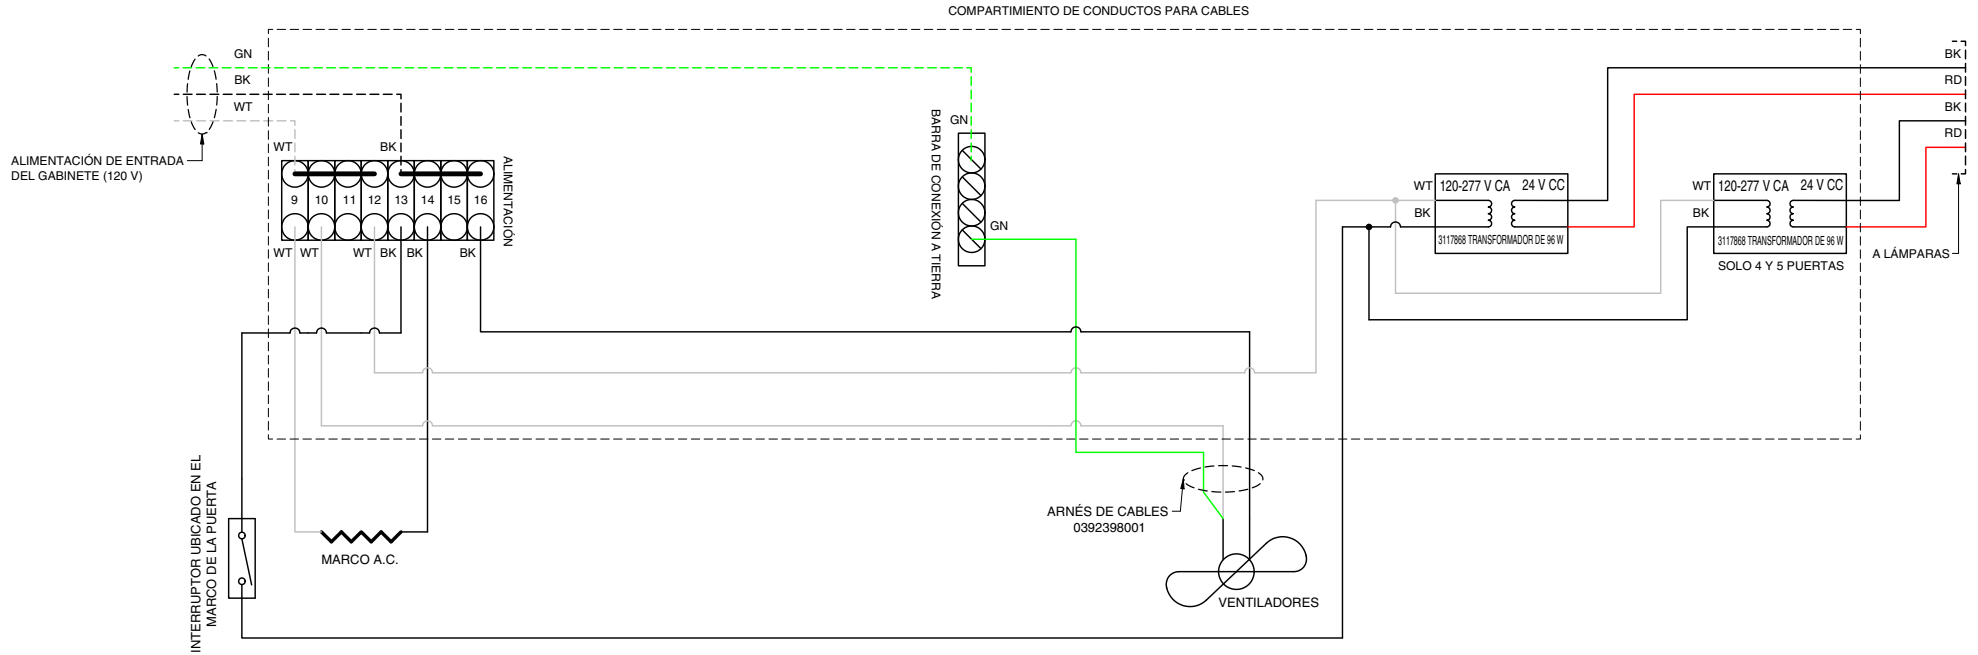 COMPARTIMIENTO DE CONDUCTOS PARA CABLES
GN
BK
WT
ALIMENTACIÓN DE ENTRADA
DEL GABINETE (120 V)
WT
BK
9
10
11
12
13
14
15
16
ALIMENTACIÓN
WT
WT
WT
BK
BK
BK
BARRA DE CONEXIÓN A TIERRA
GN
GN
WT
BK
120-277 V CA
24 V CC
3117868 TRANSFORMADOR DE 96 W
WT
BK
120-277 V CA
24 V CC
3117868 TRANSFORMADOR DE 96 W
SOLO 4 Y 5 PUERTAS
BK
RD
BK
RD
A LÁMPARAS
INTERRUPTOR UBICADO EN EL
MARCO DE LA PUERTA
MARCO A.C.
ARNÉS DE CABLES
0392398001
VENTILADORES